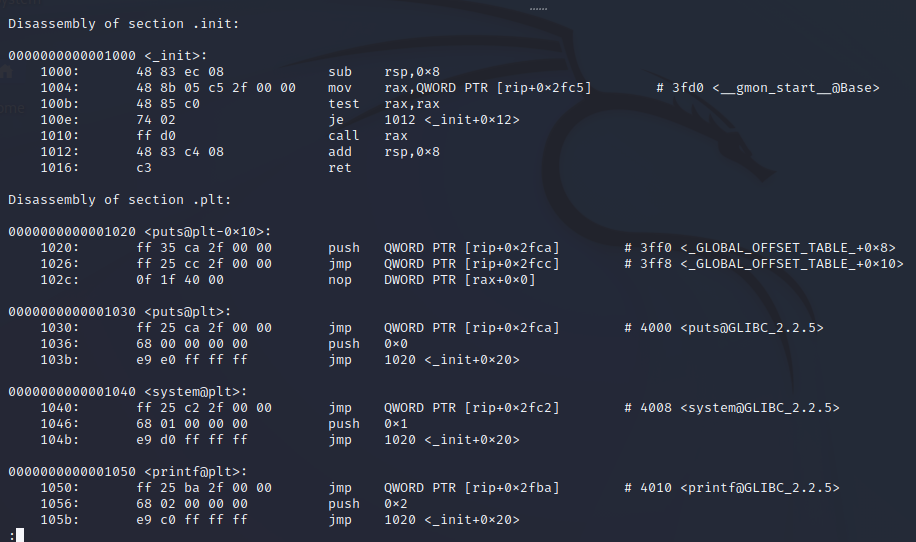 Disassembly of section .init:
0000000000001000 <_init>:
1000: 48 83 ec 08 sub rsp,0×8
1004: 48 8b 05 c5 2f 00 00 mov rax,QWORD PTR [rip+0×2fc5] # 3fd0 <__gmon_start__@Base>
100b: 48 85 c0 test rax,rax
100e: 74 02 je 1012 <_init+0×12>
1010: ff d0 call rax
1012: 48 83 c4 08 add rsp,0×8
1016: c3 ret
Disassembly of section .plt:
0000000000001020 <puts@plt-0×10>:
1020: ff 35 ca 2f 00 00 push QWORD PTR [rip+0×2fca] # 3ff0 <_GLOBAL_OFFSET_TABLE_+0×8>
1026: ff 25 cc 2f 00 00 jmp QWORD PTR [rip+0×2fcc] # 3ff8 <_GLOBAL_OFFSET_TABLE_+0×10>
102c: 0f 1f 40 00 nop DWORD PTR [rax+0×0]
0000000000001030 <puts@plt>:
1030: ff 25 ca 2f 00 00 jmp QWORD PTR [rip+0×2fca] # 4000 <puts@GLIBC_2.2.5>
1036: 68 00 00 00 00 push 0×0
103b: e9 e0 ff ff ff jmp 1020 <_init+0×20>
0000000000001040 <system@plt>:
1040: ff 25 c2 2f 00 00 jmp QWORD PTR [rip+0×2fc2] # 4008 <system@GLIBC_2.2.5>
1046: 68 01 00 00 00 push 0×1
104b: e9 d0 ff ff ff jmp 1020 <_init+0×20>
0000000000001050 <printf@plt>:
1050: ff 25 ba 2f 00 00 jmp QWORD PTR [rip+0×2fba] # 4010 <printf@GLIBC_2.2.5>
1056: 68 02 00 00 00 push 0×2
105b: e9 c0 ff ff ff jmp 1020 <_init+0×20>
: